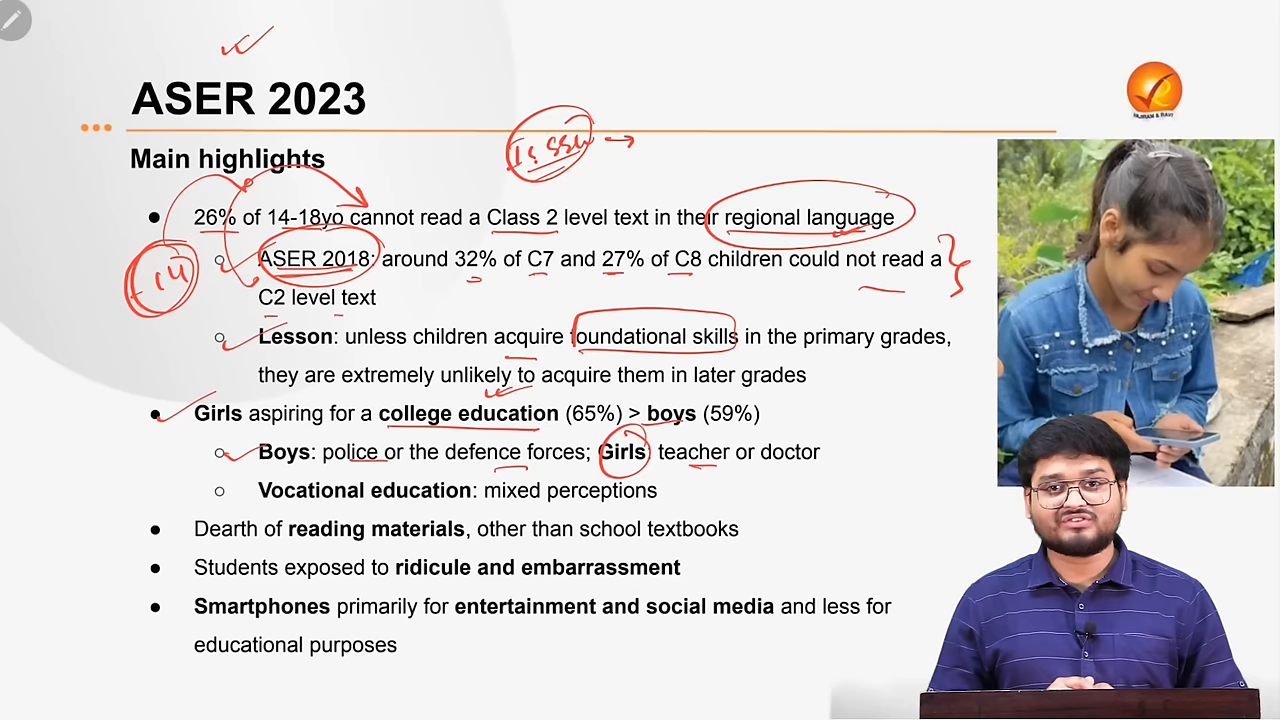 ASER 2023
VAJIRAM & RAVI
Issue →
Main highlights
● 26% of 14-18yo cannot read a Class 2 level text in their regional language
14
○ ASER 2018: around 32% of C7 and 27% of C8 children could not read a
C2 level text
○ Lesson: unless children acquire foundational skills in the primary grades,
they are extremely unlikely to acquire them in later grades
● Girls aspiring for a college education (65%) > boys (59%)
○ Boys: police or the defence forces; Girls: teacher or doctor
○ Vocational education: mixed perceptions
● Dearth of reading materials, other than school textbooks
● Students exposed to ridicule and embarrassment
● Smartphones primarily for entertainment and social media and less for
educational purposes